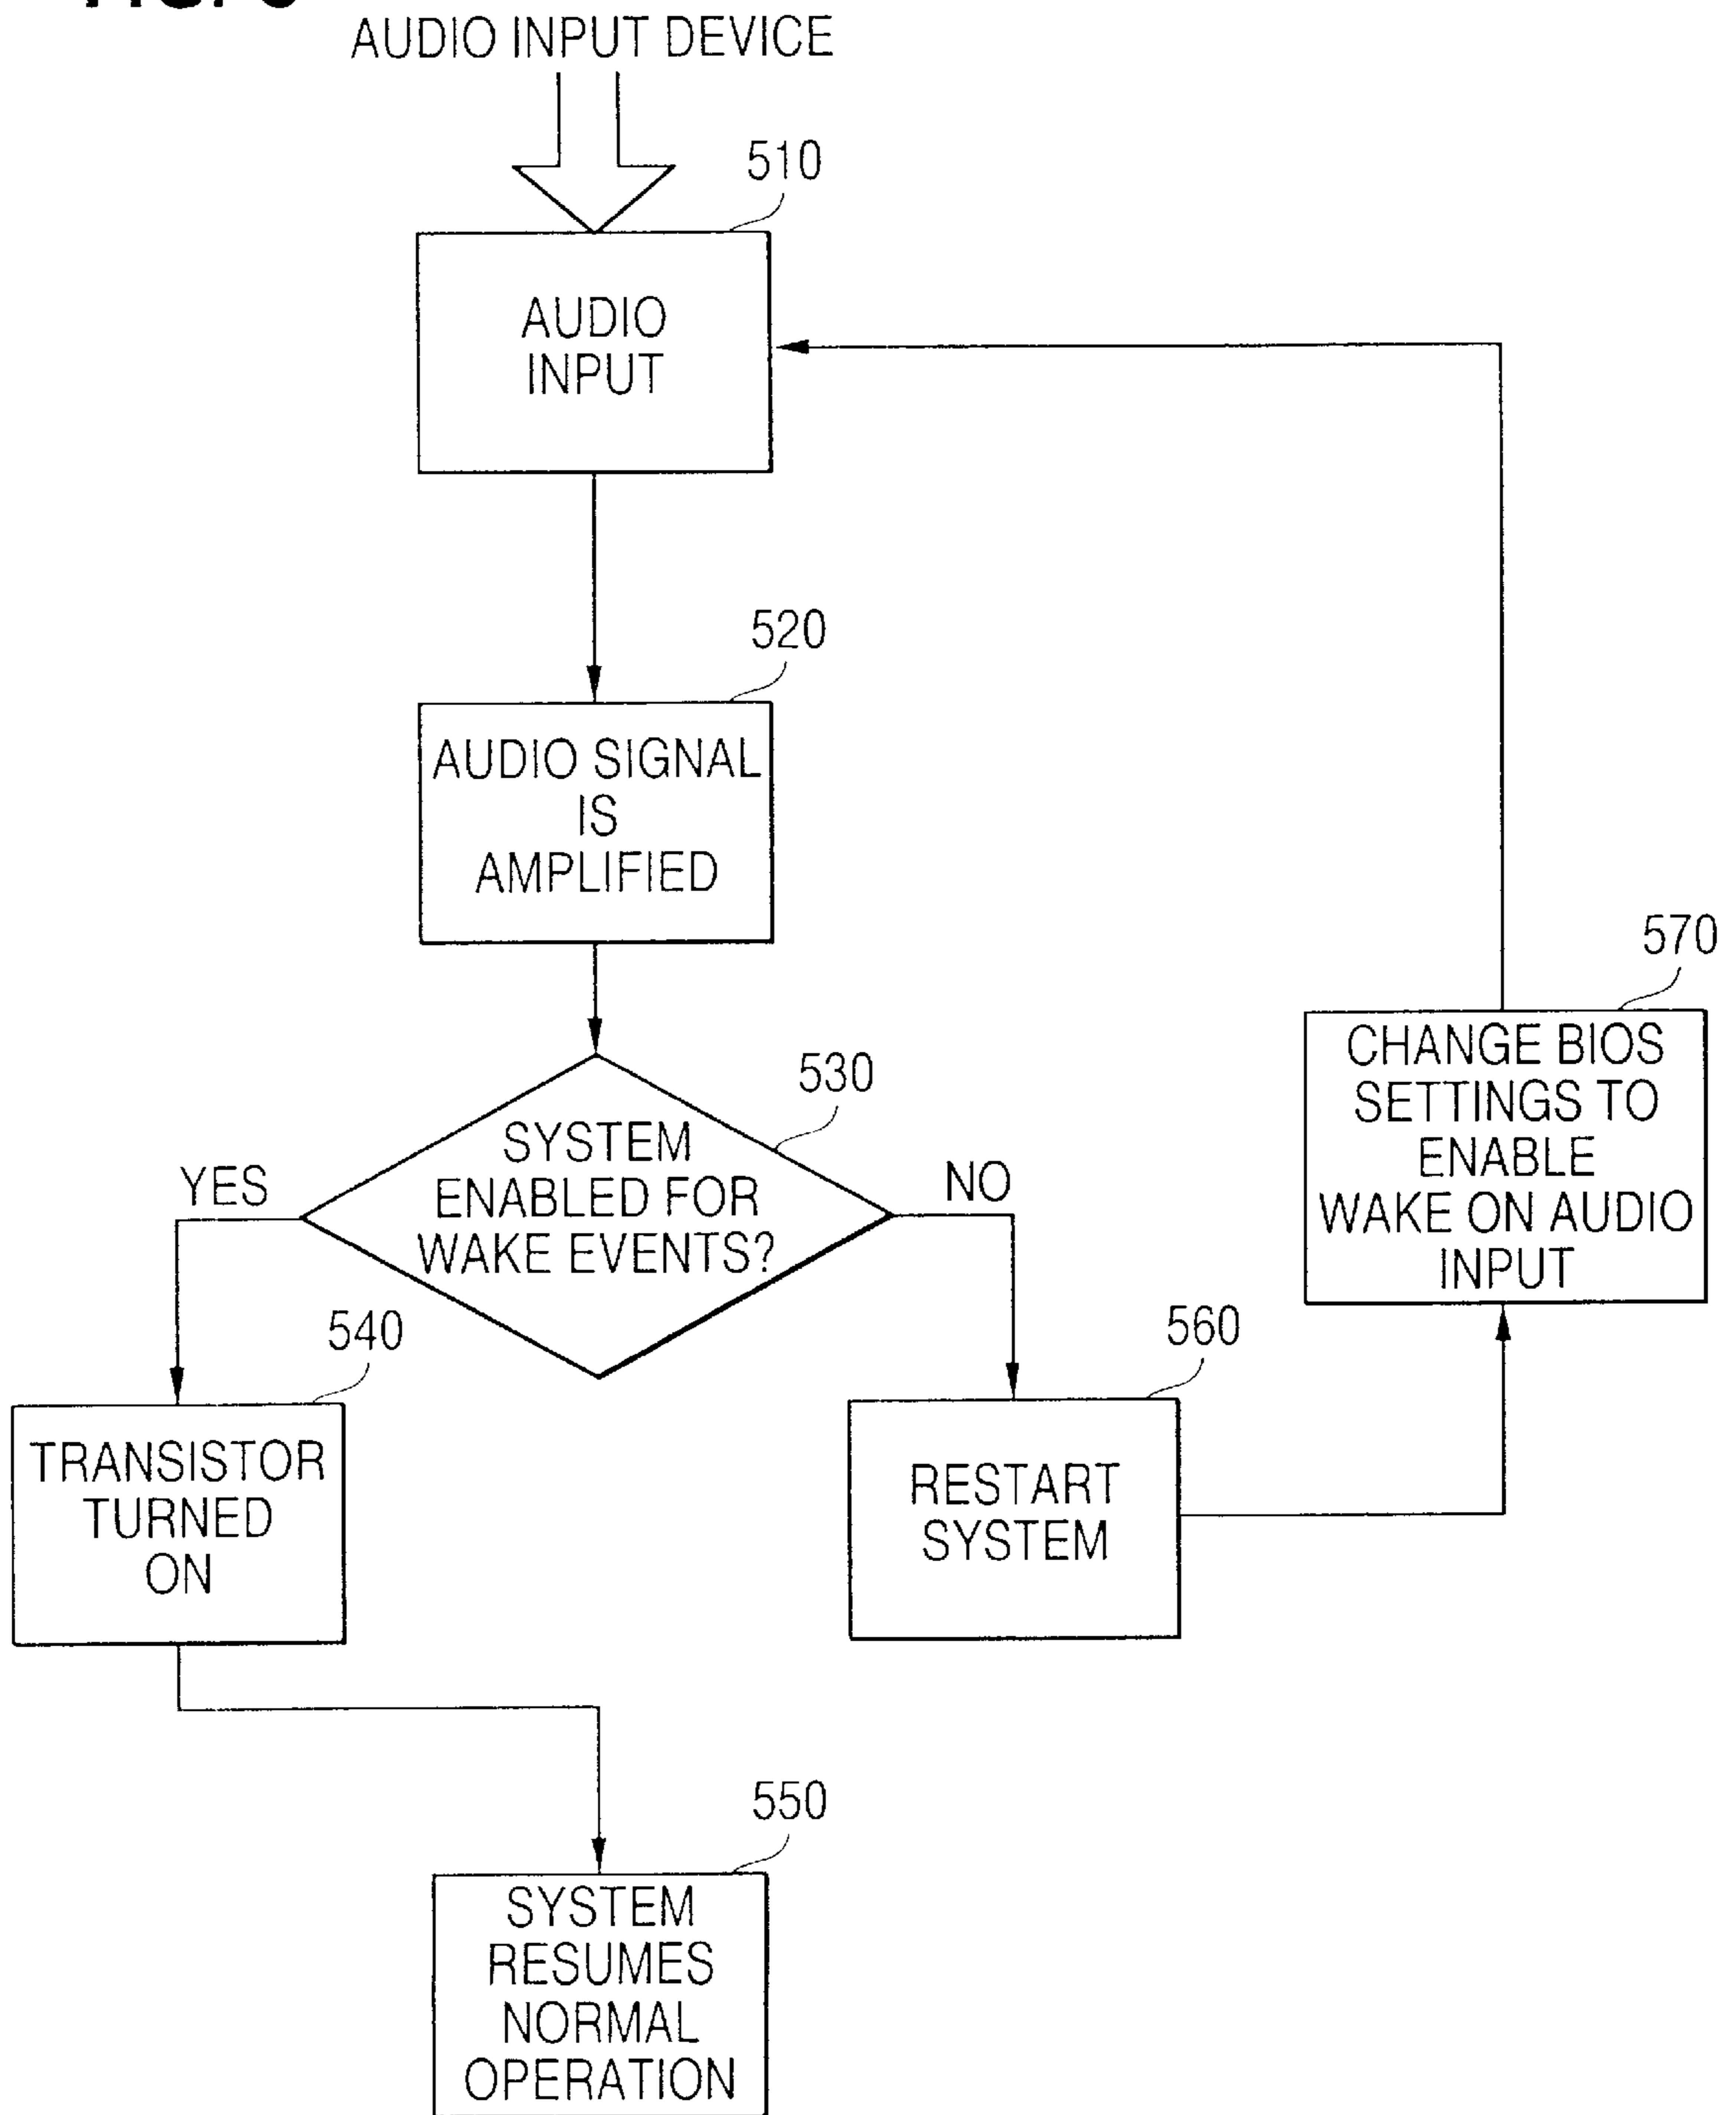 AUDIO INPUT DEVICE
510
AUDIO
INPUT
520
AUDIO SIGNAL
IS
AMPLIFIED
530
SYSTEM
ENABLED FOR
WAKE EVENTS?
YES
NO
540
TRANSISTOR
TURNED
ON
550
SYSTEM
RESUMES
NORMAL
OPERATION
560
RESTART
SYSTEM
570
CHANGE BIOS
SETTINGS TO
ENABLE
WAKE ON AUDIO
INPUT